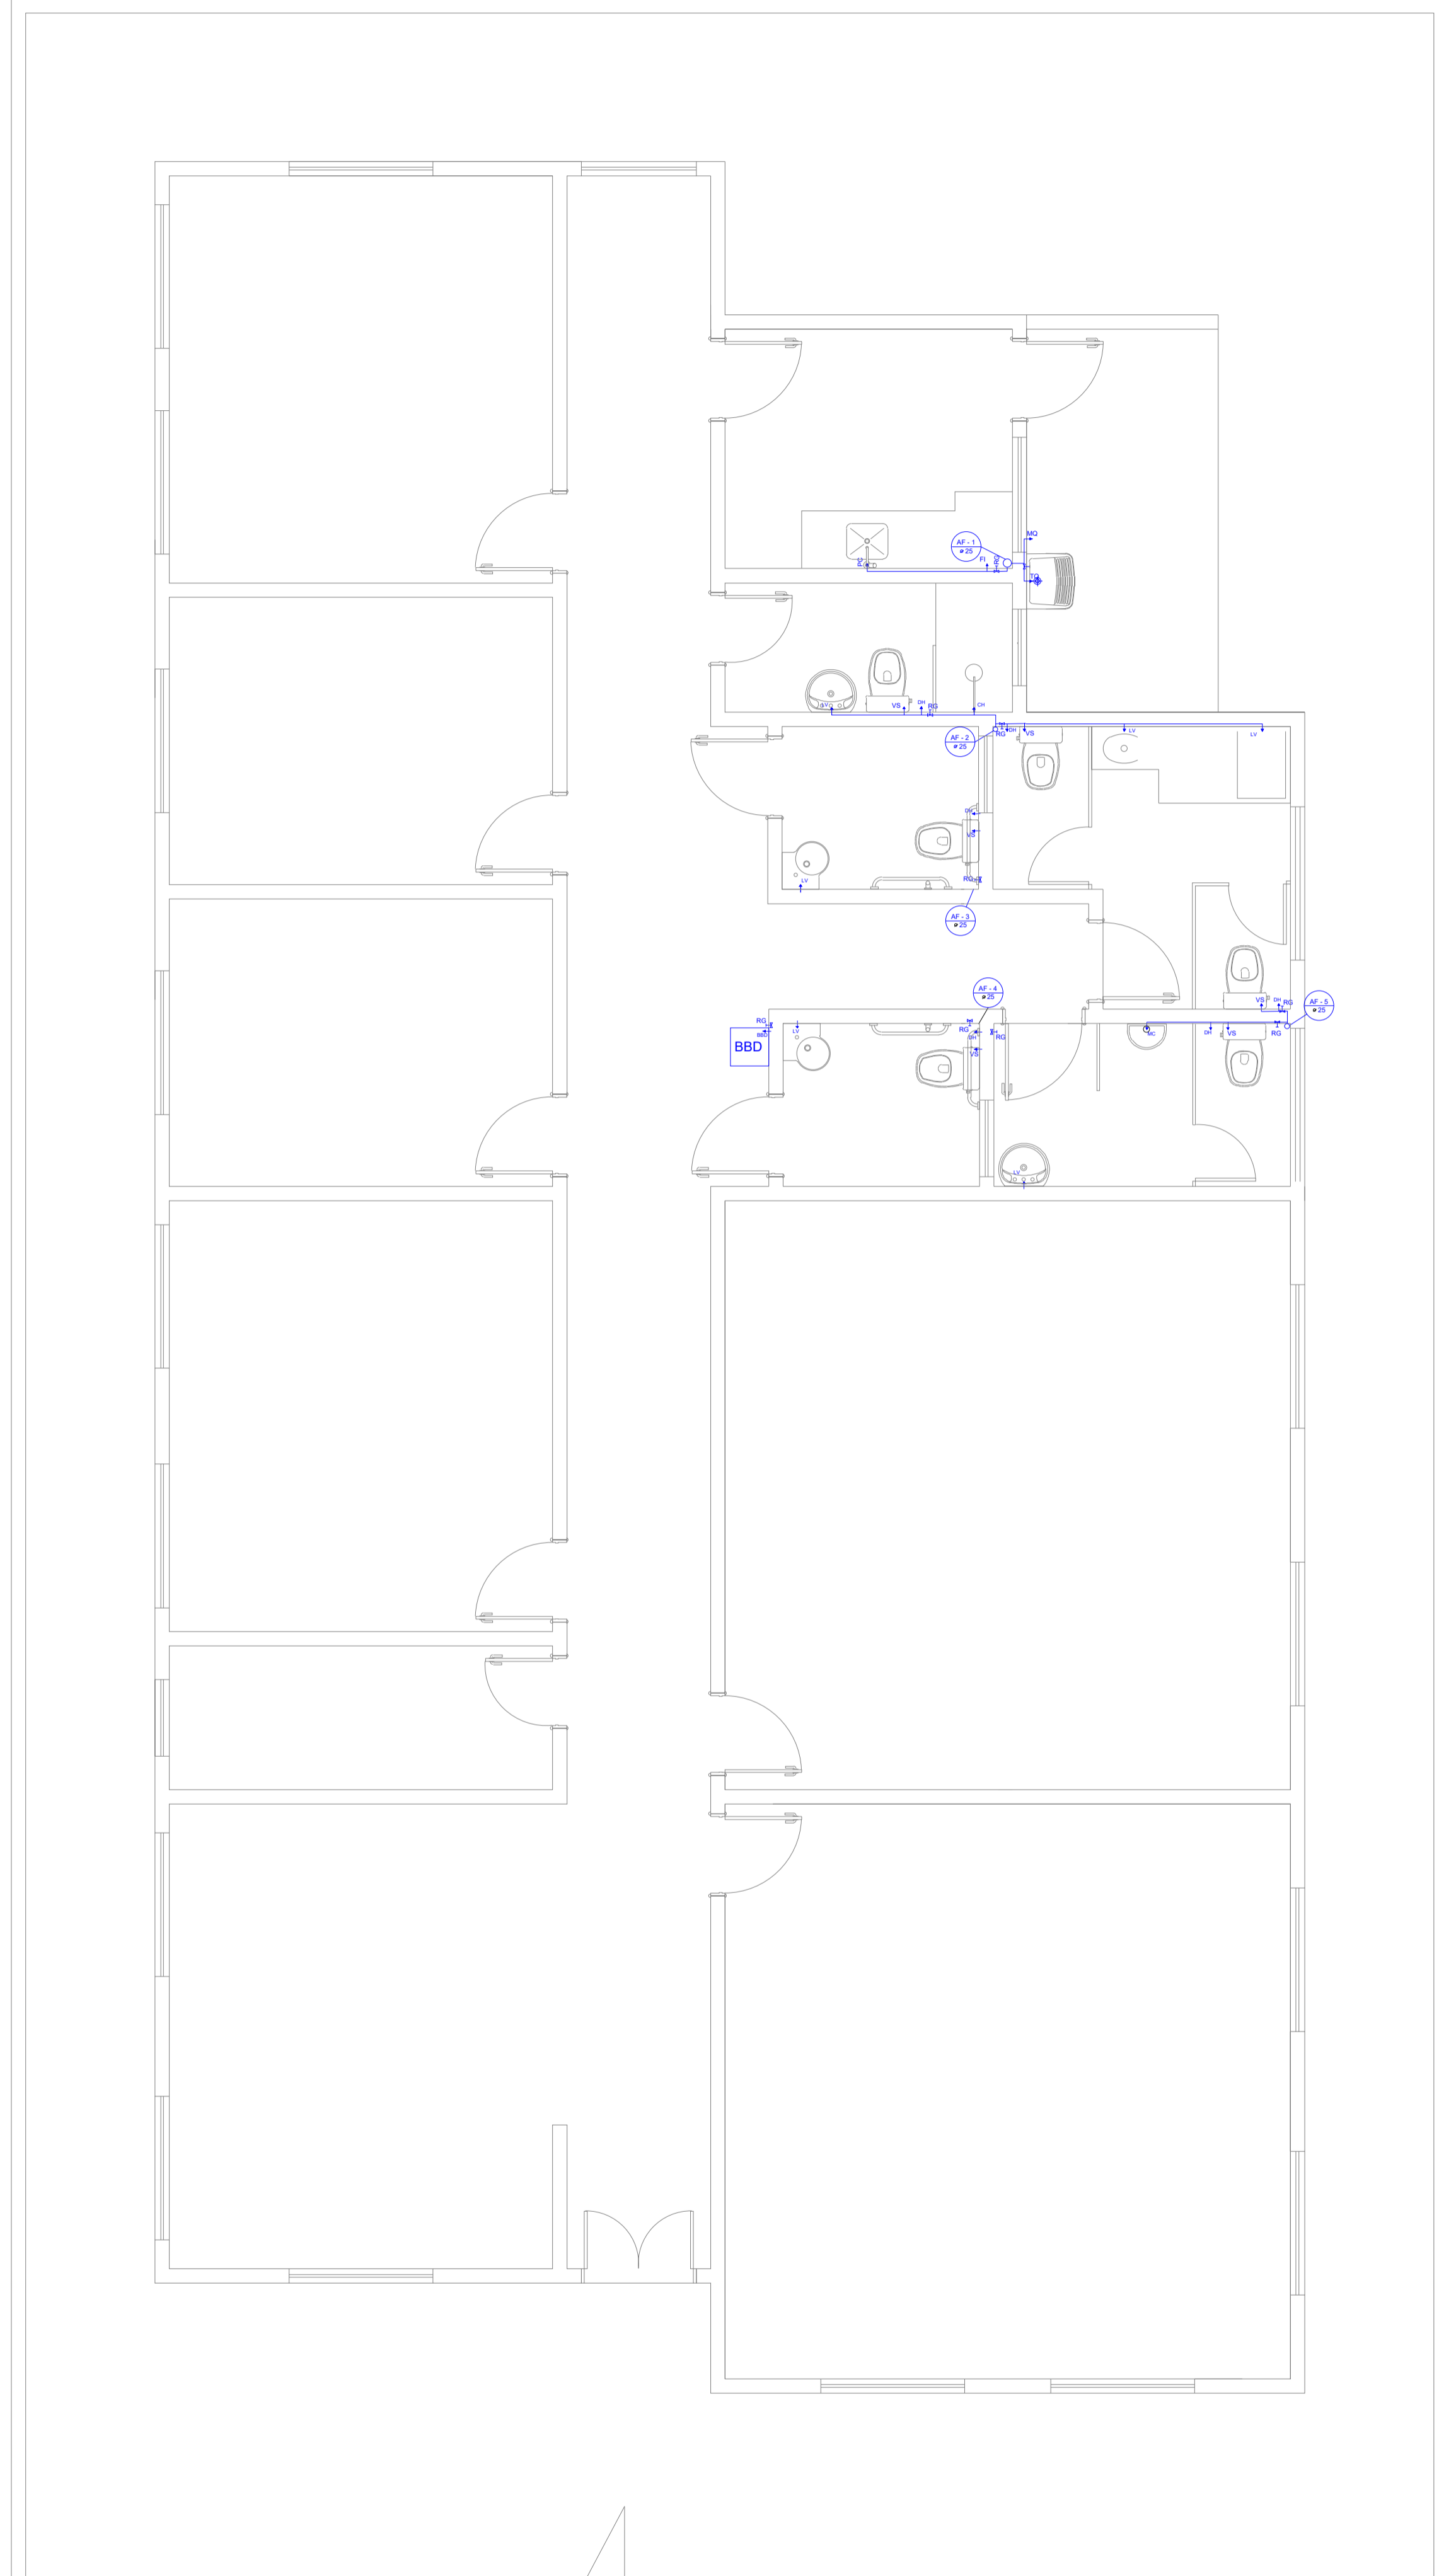 MQ
AF - 1
ø 25
RG
FI
PC
TQ
LV
VS
DH
RG
CH
AF - 2
ø 25
RG
DH
VS
LV
LV
DH
VS
RG
LV
AF - 3
ø 25
AF - 4
ø 25
VS
DH
RG
AF - 5
ø 25
RG
BBD
BBD
LV
RG
DH
VS
RG
MC
DH
VS
RG
LV